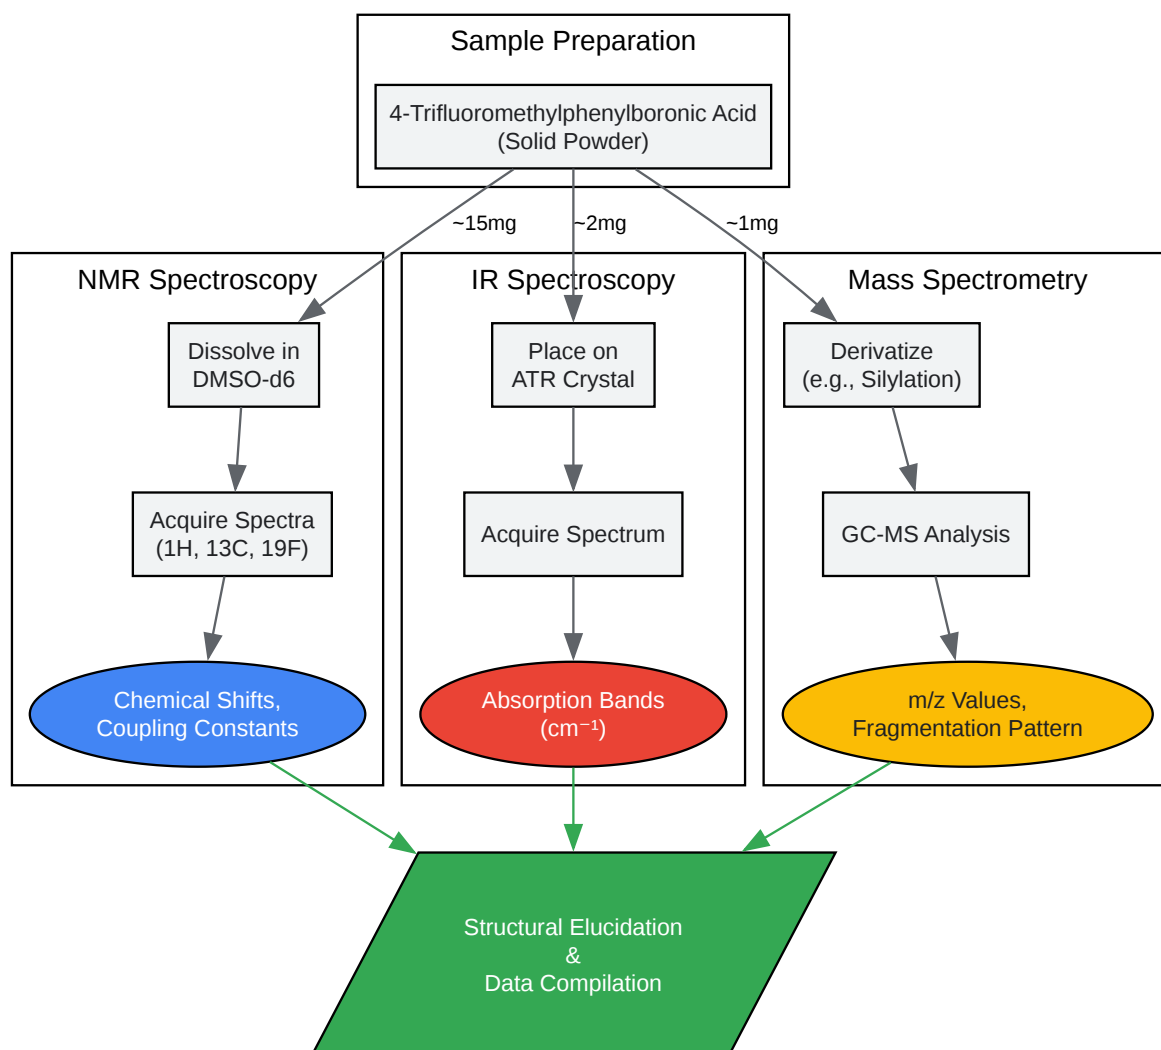 Sample Preparation
4-Trifluoromethylphenylboronic Acid
(Solid Powder)
~15mg
~2mg
~1mg
NMR Spectroscopy
IR Spectroscopy
Mass Spectrometry
Dissolve in
DMSO-d6
Place on
ATR Crystal
Derivatize
(e.g., Silylation)
Acquire Spectra
(1H, 13C, 19F)
Acquire Spectrum
GC-MS Analysis
Chemical Shifts,
Coupling Constants
Absorption Bands
(cm⁻¹)
m/z Values,
Fragmentation Pattern
Structural Elucidation
&
Data Compilation